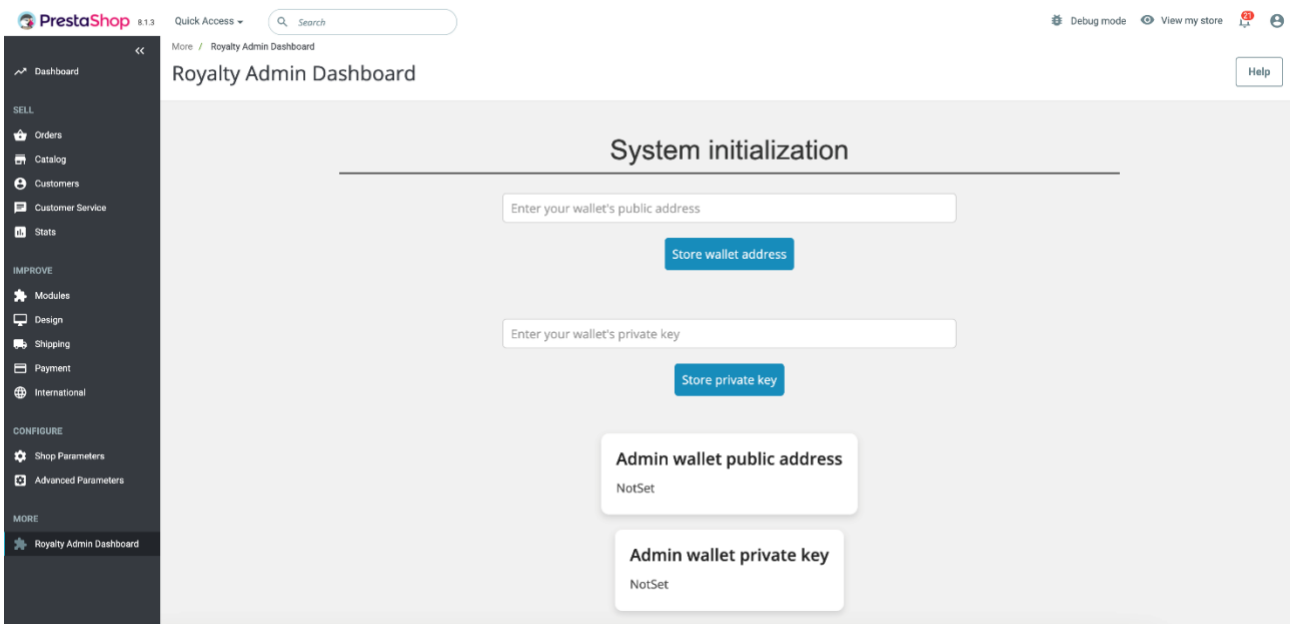 PrestaShop 8.1.3
Quick Access
Search
Debug mode
View my store
21
More / Royalty Admin Dashboard
Royalty Admin Dashboard
Help
Dashboard
SELL
Orders
Catalog
Customers
Customer Service
Stats
IMPROVE
Modules
Design
Shipping
Payment
International
CONFIGURE
Shop Parameters
Advanced Parameters
MORE
Royalty Admin Dashboard
System initialization
Enter your wallet's public address
Store wallet address
Enter your wallet's private key
Store private key
Admin wallet public address
NotSet
Admin wallet private key
NotSet